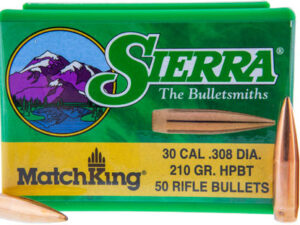 SIERRA®
The Bulletsmiths
MatchKing®
30 CAL .308 DIA.
210 GR. HPBT
50 RIFLE BULLETS